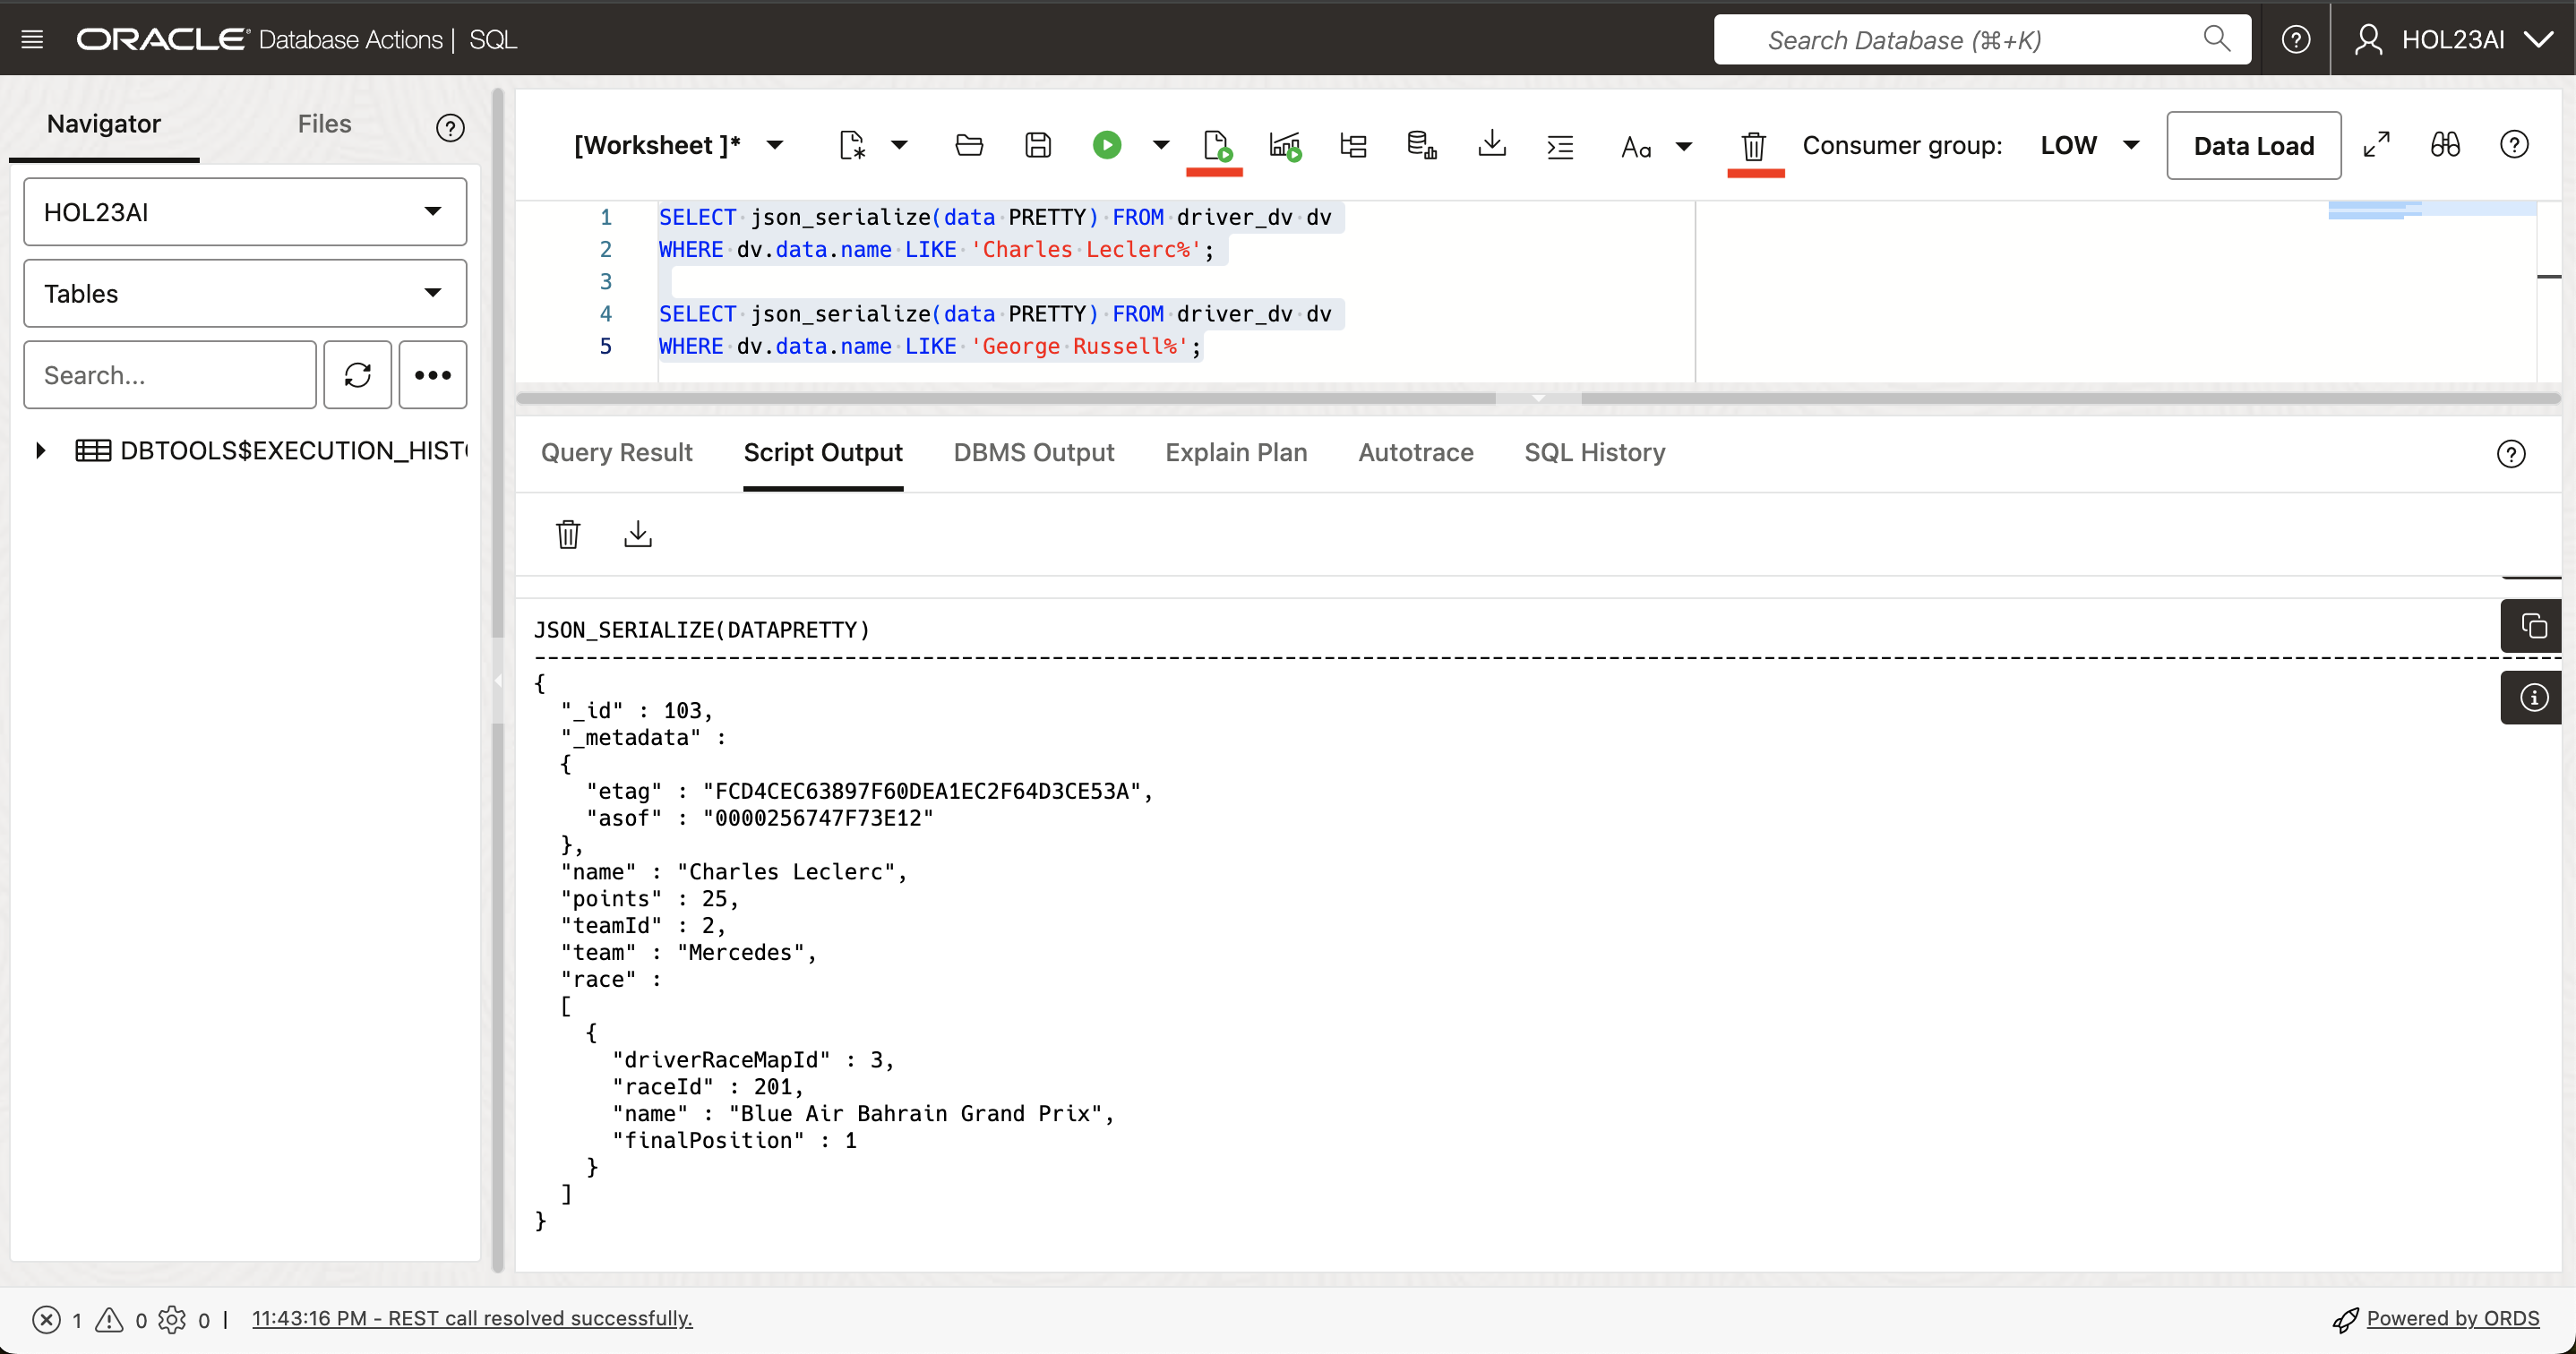 ORACLE Database Actions | SQL
Search Database (⌘+K)
HOL23AI
Navigator
Files
HOL23AI
Tables
Search...
DBTOOLS$EXECUTION_HIST
[Worksheet ]*
Aa
Consumer group:
LOW
Data Load
1 SELECT json_serialize(data PRETTY) FROM driver_dv dv
2 WHERE dv.data.name LIKE 'Charles Leclerc%';
3
4 SELECT json_serialize(data PRETTY) FROM driver_dv dv
5 WHERE dv.data.name LIKE 'George Russell%';
Query Result
Script Output
DBMS Output
Explain Plan
Autotrace
SQL History
JSON_SERIALIZE(DATAPRETTY)
--------------------------------------------------------------------------------
{
"_id" : 103,
"_metadata" :
{
"etag" : "FCD4CEC63897F60DEA1EC2F64D3CE53A",
"asof" : "0000256747F73E12"
},
"name" : "Charles Leclerc",
"points" : 25,
"teamId" : 2,
"team" : "Mercedes",
"race" :
[
{
"driverRaceMapId" : 3,
"raceId" : 201,
"name" : "Blue Air Bahrain Grand Prix",
"finalPosition" : 1
}
]
}
1 0 0 | 11:43:16 PM - REST call resolved successfully.
Powered by ORDS